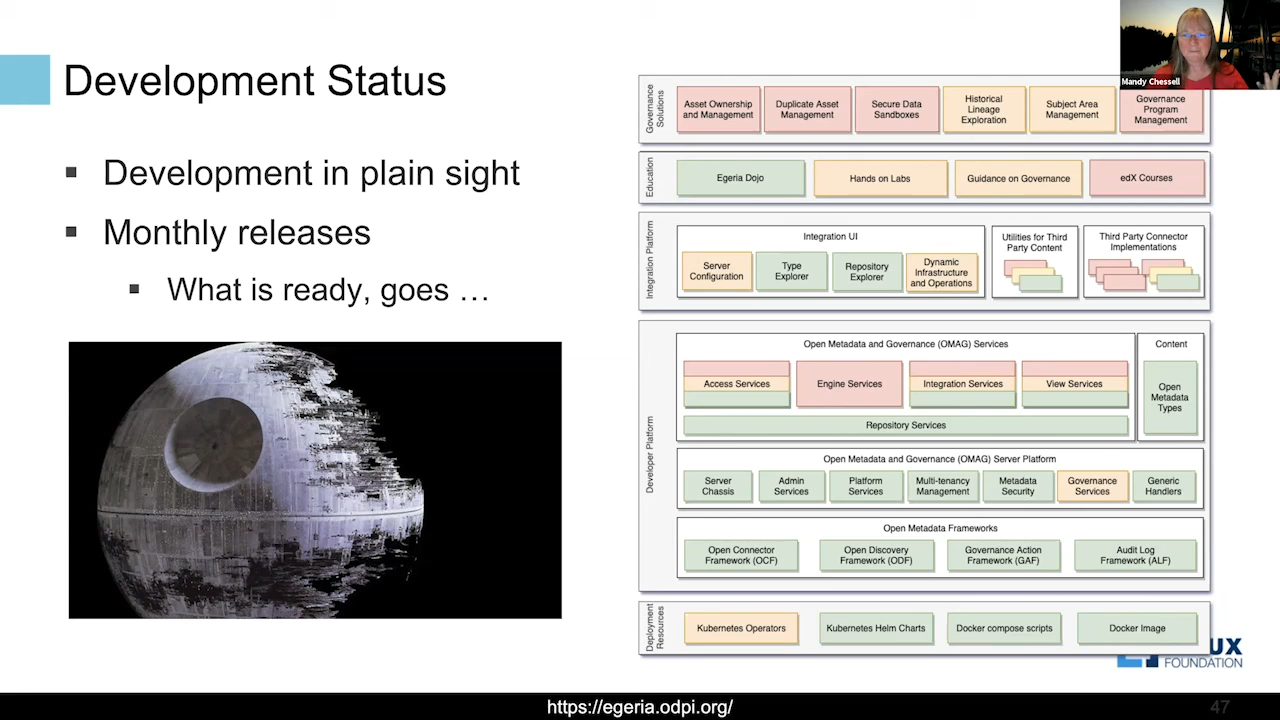 Development Status
Development in plain sight
Monthly releases
What is ready, goes …
Mandy Chessell
Governance
Solutions
Asset Ownership
and Management
Duplicate Asset
Management
Secure Data
Sandboxes
Historical
Lineage
Exploration
Subject Area
Management
Governance
Program
Management
Education
Egeria Dojo
Hands on Labs
Guidance on Governance
edX Courses
Integration Platform
Integration UI
Server
Configuration
Type
Explorer
Repository
Explorer
Dynamic
Infrastructure
and Operations
Utilities for Third
Party Content
Third Party Connector
Implementations
Developer Platform
Open Metadata and Governance (OMAG) Services
Access Services
Engine Services
Integration Services
View Services
Repository Services
Content
Open
Metadata
Types
Open Metadata and Governance (OMAG) Server Platform
Server
Chassis
Admin
Services
Platform
Services
Multi-tenancy
Management
Metadata
Security
Governance
Services
Generic
Handlers
Open Metadata Frameworks
Open Connector
Framework (OCF)
Open Discovery
Framework (ODF)
Governance Action
Framework (GAF)
Audit Log
Framework (ALF)
Deployment
Resources
Kubernetes Operators
Kubernetes Helm Charts
Docker compose scripts
Docker Image
UX
FOUNDATION
https://egeria.odpi.org/
47